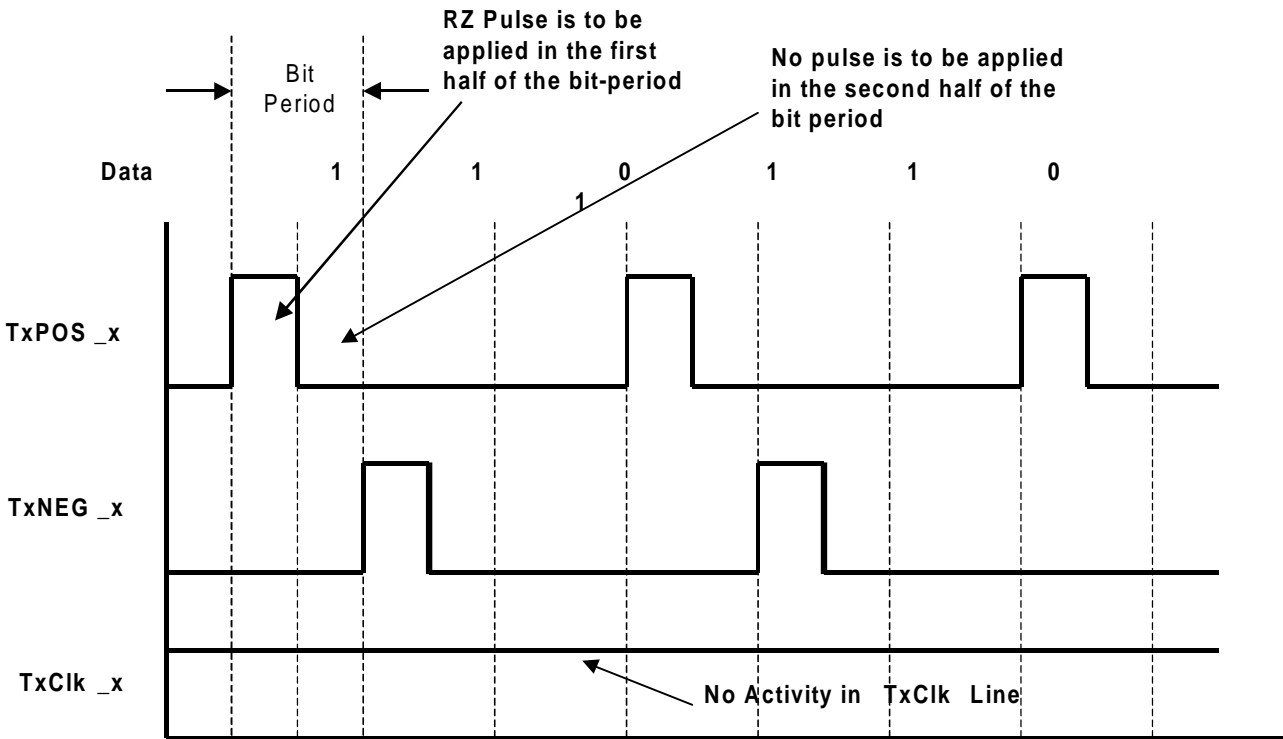 RZ Pulse is to be
applied in the first
half of the bit-period
No pulse is to be applied
in the second half of the
bit period
Bit
Period
Data 1 1 0 1 1 0
1
TxPOS _x
TxNEG _x
TxClk _x
No Activity in TxClk Line